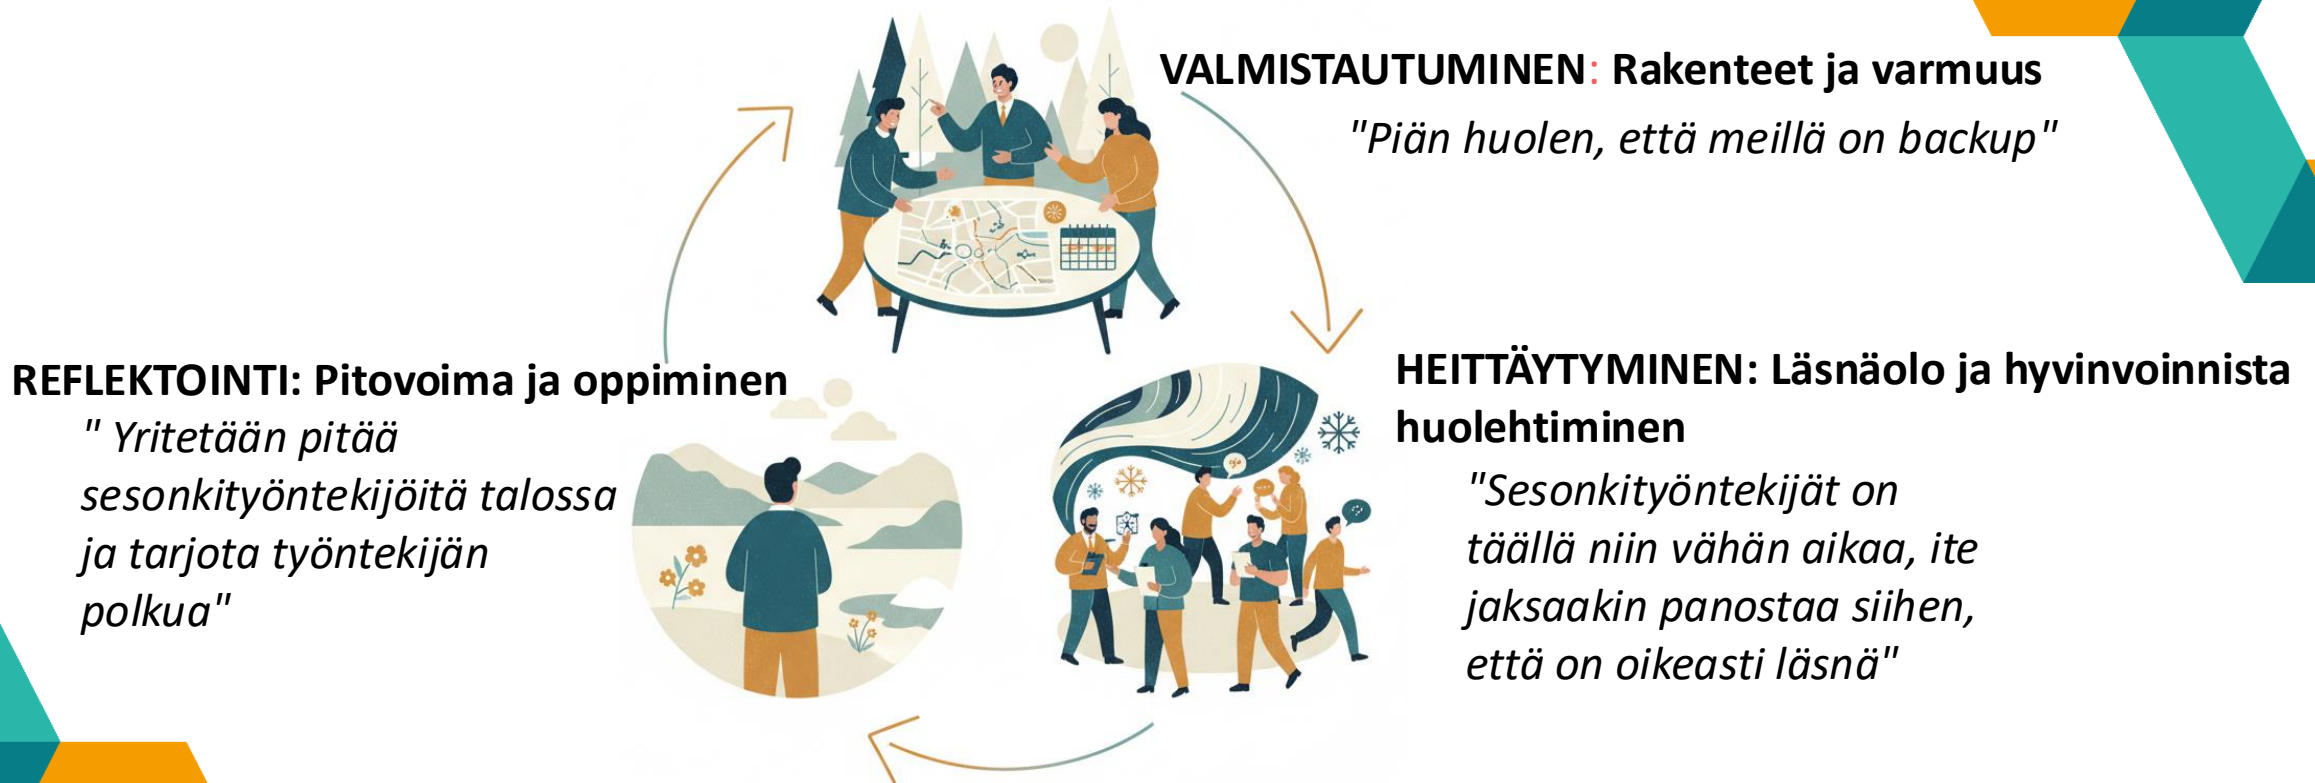 VALMISTAUTUMINEN: Rakenteet ja varmuus
"Piän huolen, että meillä on backup"
HEITTÄYTYMINEN: Läsnäolo ja hyvinvoinnista
huolehtiminen
"Sesonkityöntekijät on
täällä niin vähän aikaa, ite
jaksaakin panostaa siihen,
että on oikeasti läsnä"
REFLEKTOINTI: Pitovoima ja oppiminen
" Yritetään pitää
sesonkityöntekijöitä talossa
ja tarjota työntekijän
polkua"